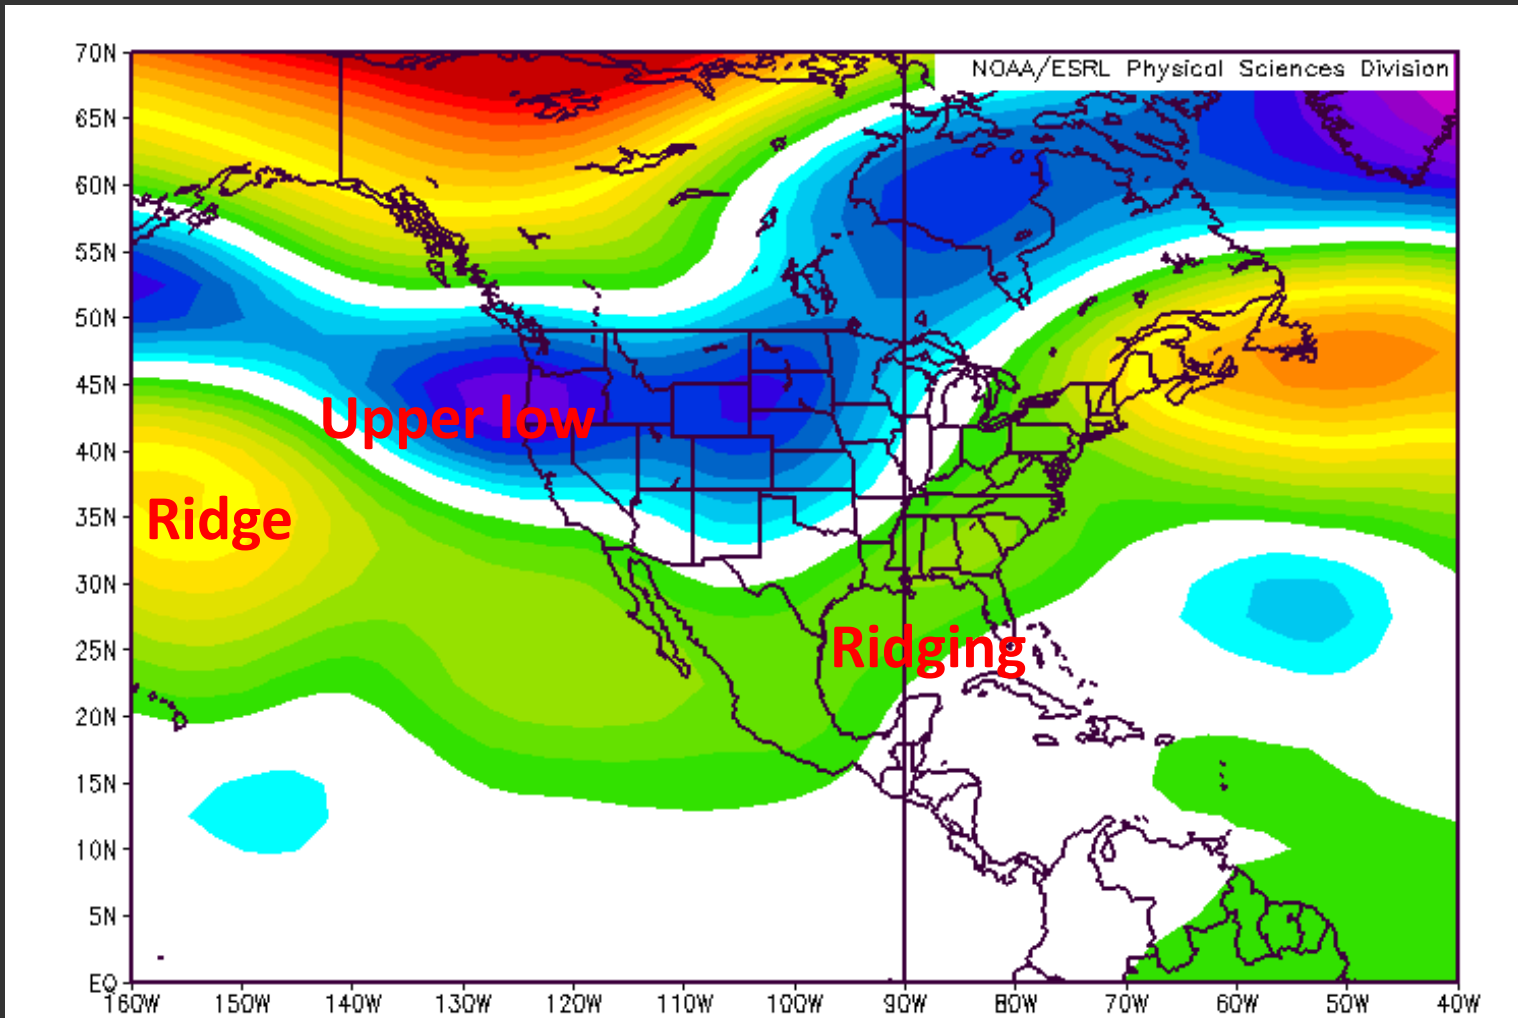 70N
NOAA/ESRL Physical Sciences Division
65N
60N
55N
50N
45N
Upper low
40N
Ridge
35N
30N
Ridging
25N
20N
15N
10N
5N
EQ
160W 150W 140W 130W 120W 110W 100W 90W 80W 70W 60W 50W 40W